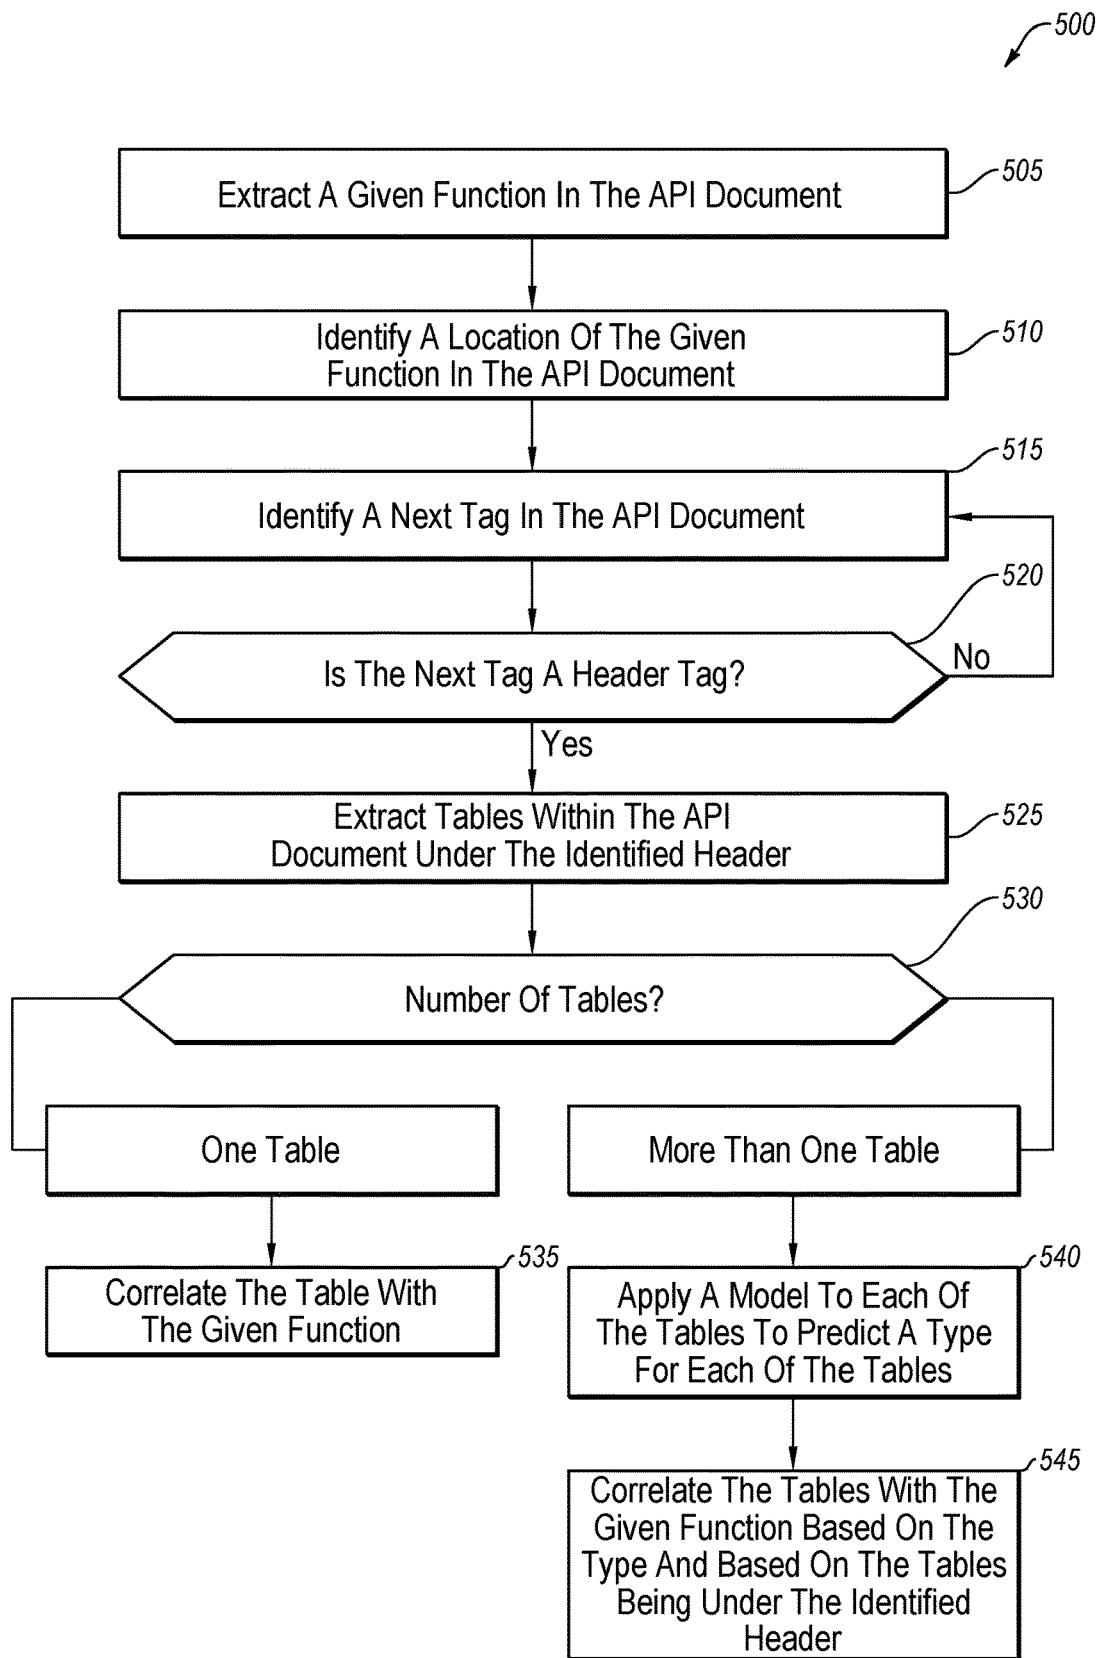 500
Extract A Given Function In The API Document
505
Identify A Location Of The Given
Function In The API Document
510
515
Identify A Next Tag In The API Document
520
Is The Next Tag A Header Tag?
No
Yes
Extract Tables Within The API
Document Under The Identified Header
525
530
Number Of Tables?
One Table
More Than One Table
535
Correlate The Table With
The Given Function
540
Apply A Model To Each Of
The Tables To Predict A Type
For Each Of The Tables
545
Correlate The Tables With The
Given Function Based On The
Type And Based On The Tables
Being Under The Identified
Header